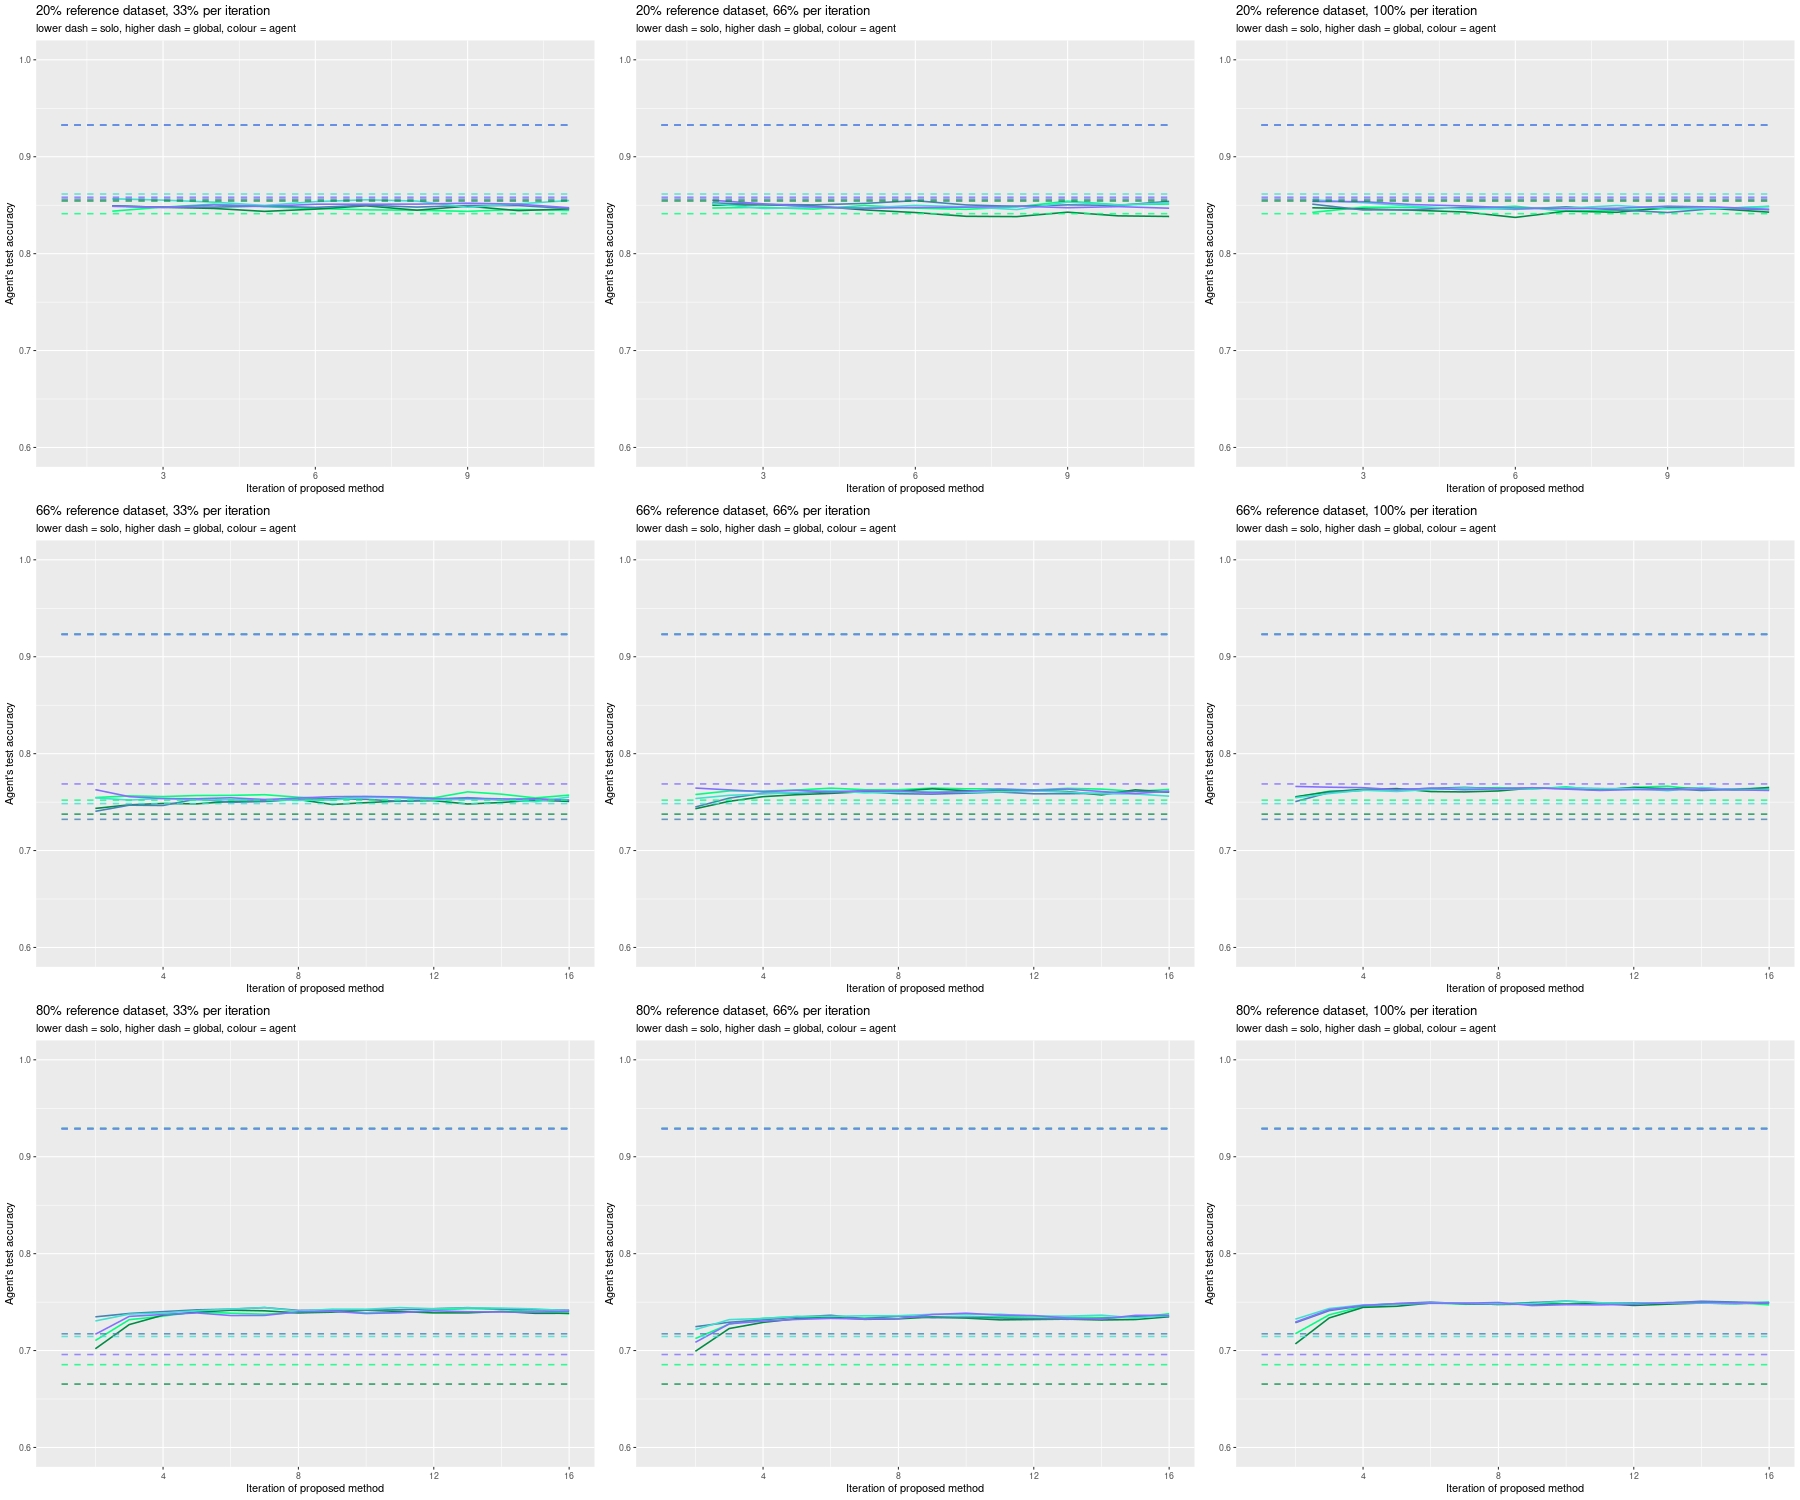 20% reference dataset, 33% per iteration
lower dash = solo, higher dash = global, colour = agent
1.0
0.9
0.8
0.7
0.6
Agent's test accuracy
3 6 9
Iteration of proposed method
20% reference dataset, 66% per iteration
lower dash = solo, higher dash = global, colour = agent
1.0
0.9
0.8
0.7
0.6
Agent's test accuracy
3 6 9
Iteration of proposed method
20% reference dataset, 100% per iteration
lower dash = solo, higher dash = global, colour = agent
1.0
0.9
0.8
0.7
0.6
Agent's test accuracy
3 6 9
Iteration of proposed method
66% reference dataset, 33% per iteration
lower dash = solo, higher dash = global, colour = agent
1.0
0.9
0.8
0.7
0.6
Agent's test accuracy
4 8 12 16
Iteration of proposed method
66% reference dataset, 66% per iteration
lower dash = solo, higher dash = global, colour = agent
1.0
0.9
0.8
0.7
0.6
Agent's test accuracy
4 8 12 16
Iteration of proposed method
66% reference dataset, 100% per iteration
lower dash = solo, higher dash = global, colour = agent
1.0
0.9
0.8
0.7
0.6
Agent's test accuracy
4 8 12 16
Iteration of proposed method
80% reference dataset, 33% per iteration
lower dash = solo, higher dash = global, colour = agent
1.0
0.9
0.8
0.7
0.6
Agent's test accuracy
4 8 12 16
Iteration of proposed method
80% reference dataset, 66% per iteration
lower dash = solo, higher dash = global, colour = agent
1.0
0.9
0.8
0.7
0.6
Agent's test accuracy
4 8 12 16
Iteration of proposed method
80% reference dataset, 100% per iteration
lower dash = solo, higher dash = global, colour = agent
1.0
0.9
0.8
0.7
0.6
Agent's test accuracy
4 8 12 16
Iteration of proposed method